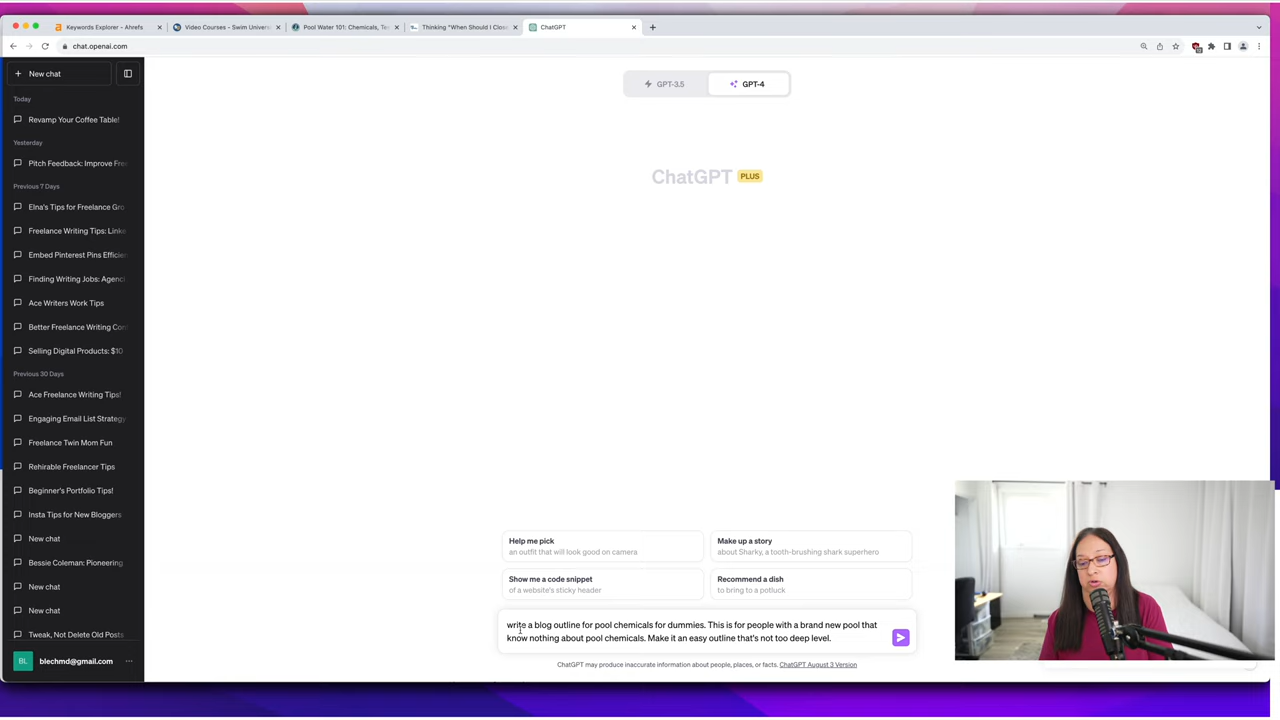 Keywords Explorer - Ahrefs
Video Courses – Swim Univers
Pool Water 101: Chemicals, Te
Thinking "When Should I Close
ChatGPT
chat.openai.com
New chat
GPT-3.5
GPT-4
Today
Revamp Your Coffee Table!
Yesterday
Pitch Feedback: Improve Fre
Previous 7 Days
Elna's Tips for Freelance Gro
Freelance Writing Tips: Linke
Embed Pinterest Pins Efficien
Finding Writing Jobs: Agenc
Ace Writers Work Tips
Better Freelance Writing Con
Selling Digital Products: $10
Previous 30 Days
Ace Freelance Writing Tips!
Engaging Email List Strategy
Freelance Twin Mom Fun
Rehirable Freelancer Tips
Beginner's Portfolio Tips!
Insta Tips for New Bloggers
New chat
Bessie Coleman: Pioneering
New chat
New chat
Tweak, Not Delete Old Posts
BL blechmd@gmail.com
ChatGPT PLUS
Help me pick
an outfit that will look good on camera
Make up a story
about Sharky, a tooth-brushing shark superhero
Show me a code snippet
of a website's sticky header
Recommend a dish
to bring to a potluck
write a blog outline for pool chemicals for dummies. This is for people with a brand new pool that
know nothing about pool chemicals. Make it an easy outline that's not too deep level.
ChatGPT may produce inaccurate information about people, places, or facts. ChatGPT August 3 Version